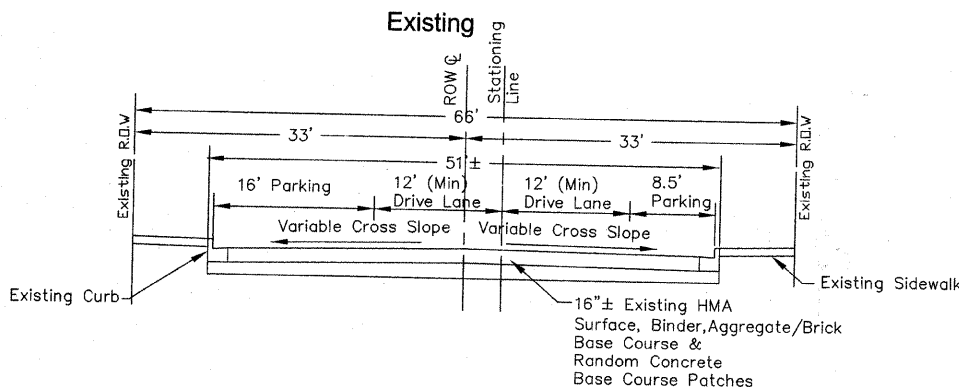 Existing
ROW ℄
Stationing
Line
66'
33'
33'
51'±
Existing R.O.W
Existing R.O.W
16' Parking
12' (Min)
Drive Lane
12' (Min)
Drive Lane
8.5'
Parking
Variable Cross Slope
Variable Cross Slope
Existing Curb
Existing Sidewalk
16"± Existing HMA
Surface, Binder,Aggregate/Brick
Base Course &
Random Concrete
Base Course Patches